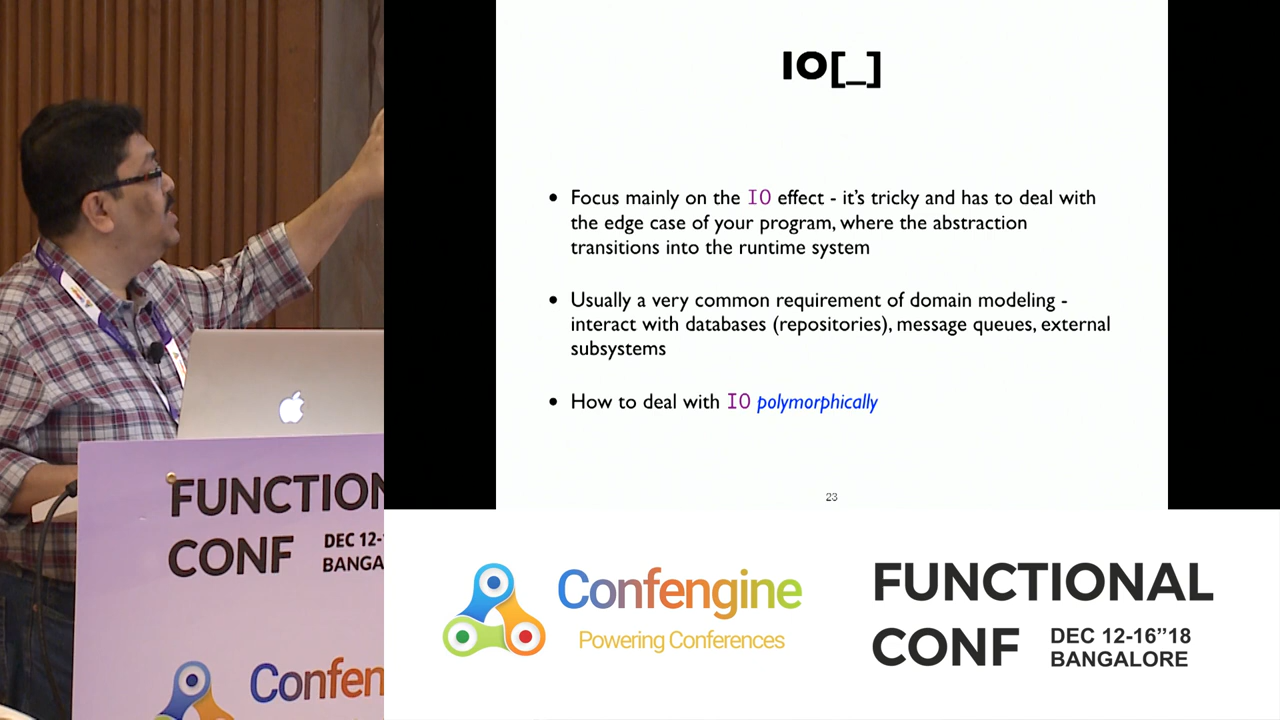 IO[_]
• Focus mainly on the IO effect - it's tricky and has to deal with
the edge case of your program, where the abstraction
transitions into the runtime system
• Usually a very common requirement of domain modeling -
interact with databases (repositories), message queues, external
subsystems
• How to deal with IO polymorphically
23
FUNCTION
CONF DEC 12-
BANGA
Confen
Confengine
Powering Conferences
FUNCTIONAL
CONF DEC 12-16”18
BANGALORE